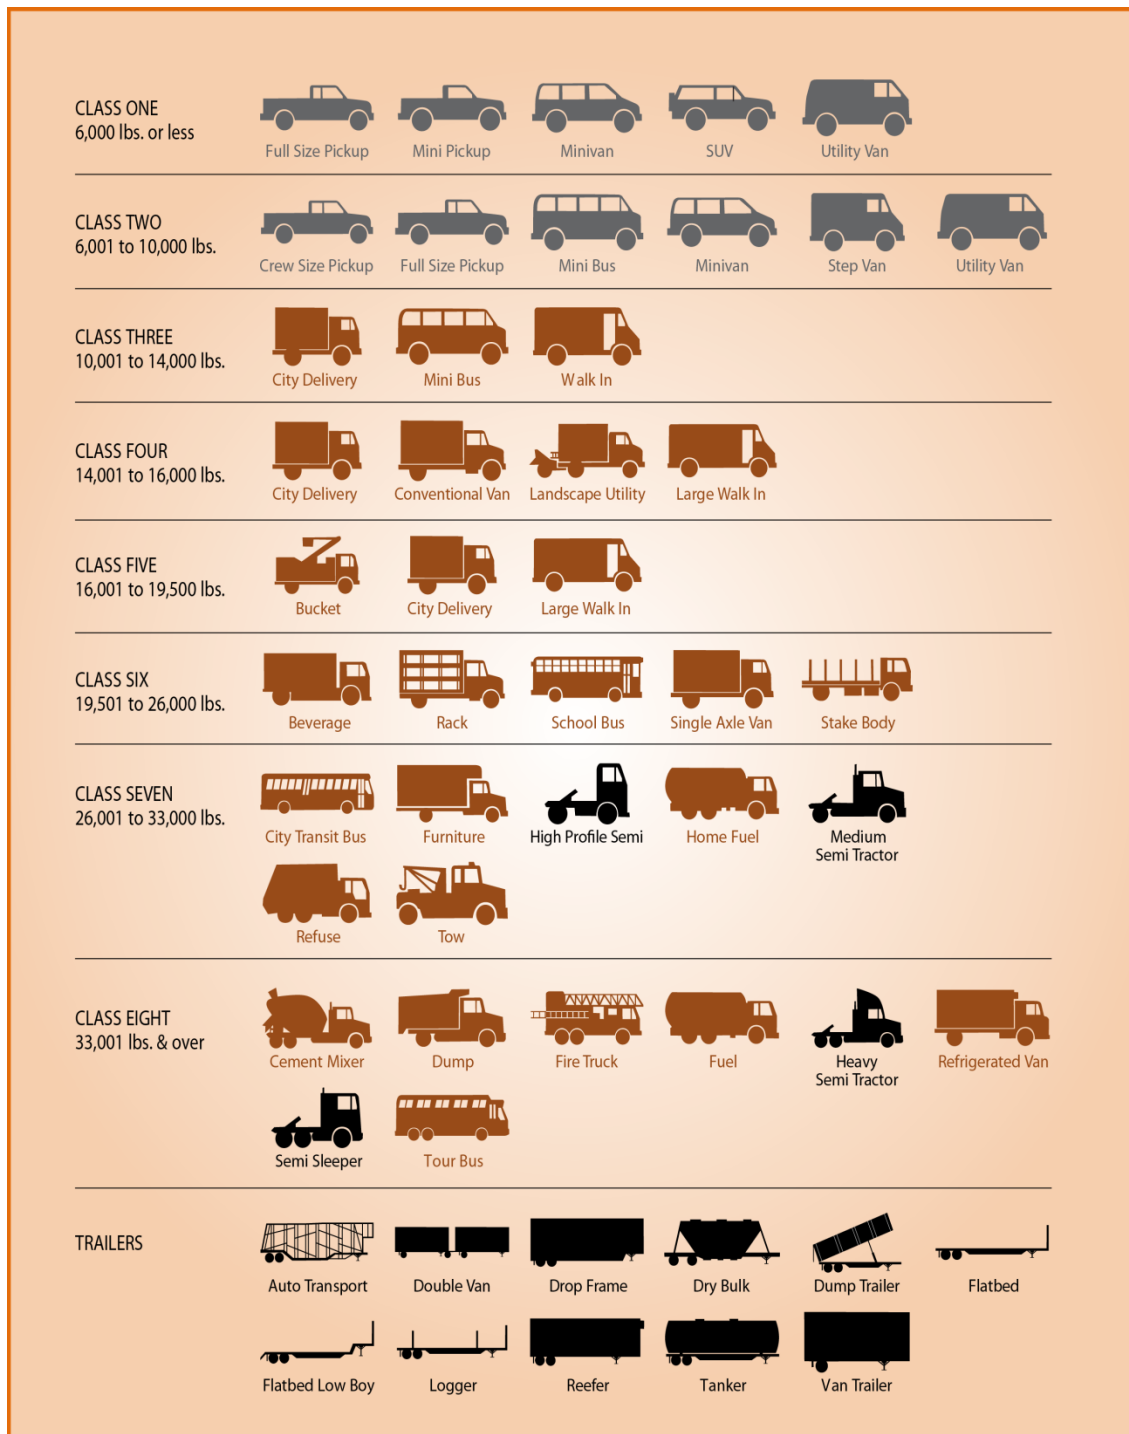 CLASS ONE
6,000 lbs. or less
Full Size Pickup
Mini Pickup
Minivan
SUV
Utility Van
CLASS TWO
6,001 to 10,000 lbs.
Crew Size Pickup
Full Size Pickup
Mini Bus
Minivan
Step Van
Utility Van
CLASS THREE
10,001 to 14,000 lbs.
City Delivery
Mini Bus
Walk In
CLASS FOUR
14,001 to 16,000 lbs.
City Delivery
Conventional Van
Landscape Utility
Large Walk In
CLASS FIVE
16,001 to 19,500 lbs.
Bucket
City Delivery
Large Walk In
CLASS SIX
19,501 to 26,000 lbs.
Beverage
Rack
School Bus
Single Axle Van
Stake Body
CLASS SEVEN
26,001 to 33,000 lbs.
City Transit Bus
Furniture
High Profile Semi
Home Fuel
Medium
Semi Tractor
Refuse
Tow
CLASS EIGHT
33,001 lbs. & over
Cement Mixer
Dump
Fire Truck
Fuel
Heavy
Semi Tractor
Refrigerated Van
Semi Sleeper
Tour Bus
TRAILERS
Auto Transport
Double Van
Drop Frame
Dry Bulk
Dump Trailer
Flatbed
Flatbed Low Boy
Logger
Reefer
Tanker
Van Trailer